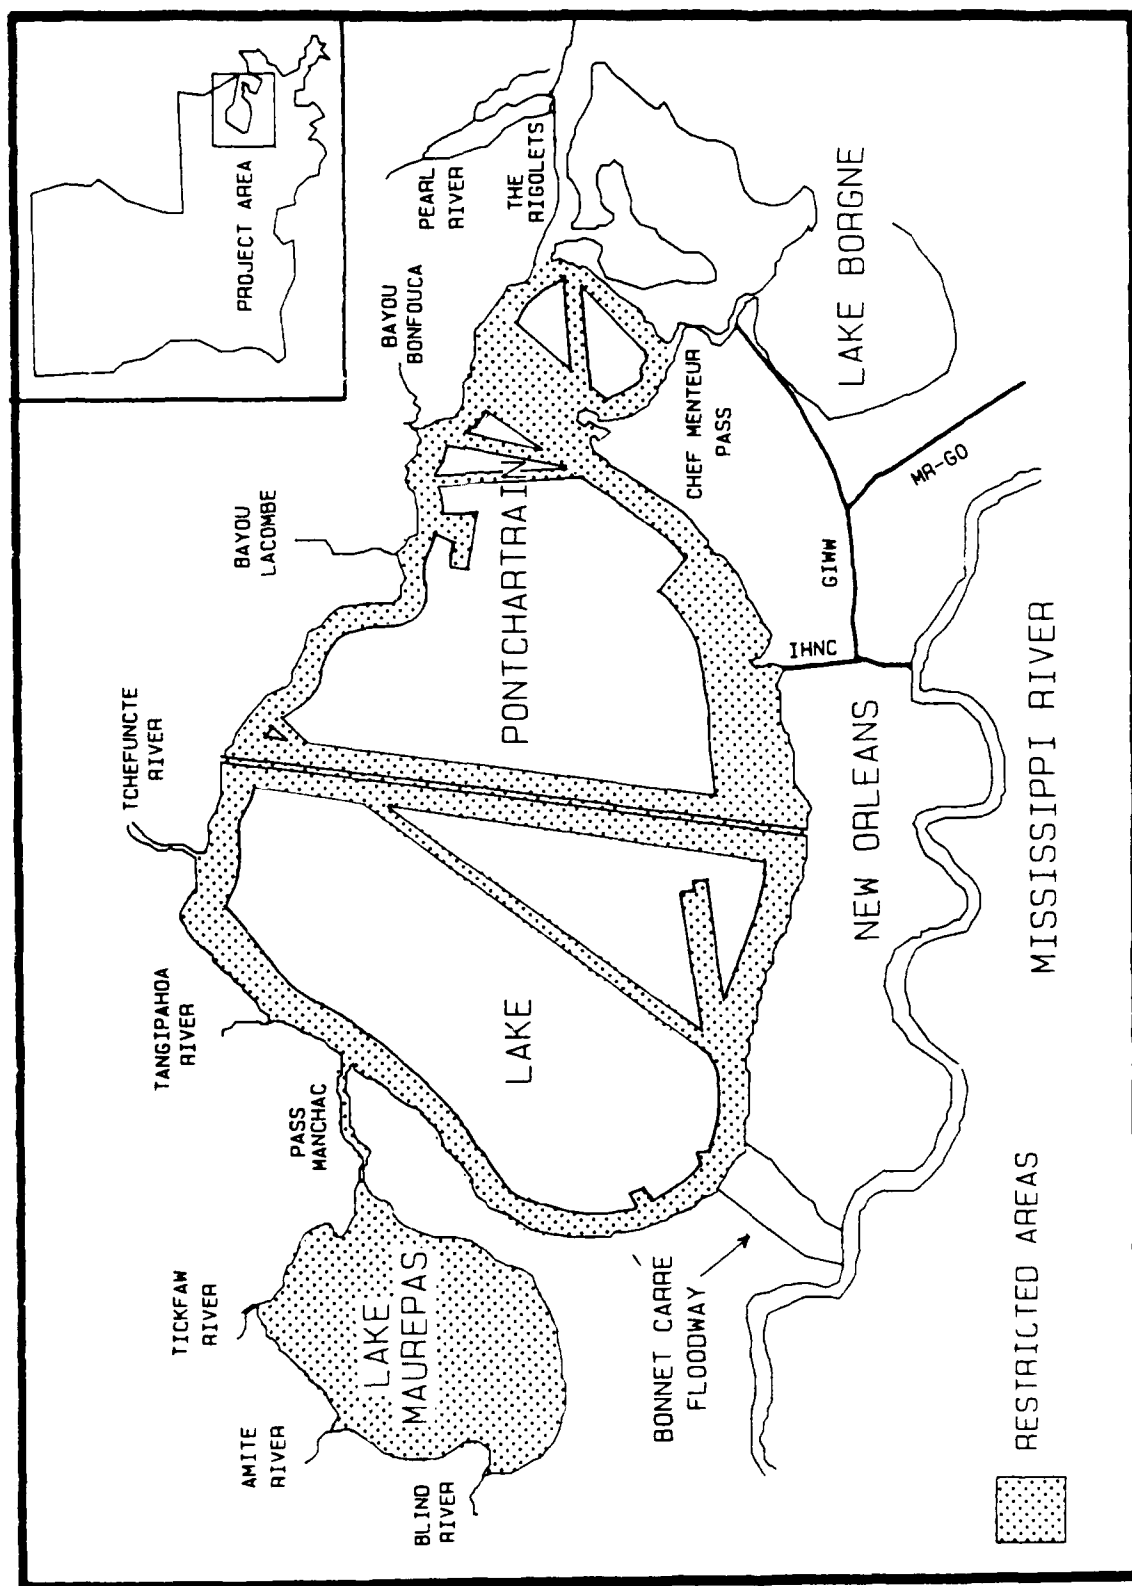 TICKFAW
RIVER
AMITE
RIVER
BLIND
RIVER
LAKE
MAUREPAS
PASS
MANCHAC
TANGIPAHOA
RIVER
TCHEFUNCTE
RIVER
BAYOU
LACOMBE
BAYOU
BONFOUCA
PEARL
RIVER
THE
RIGOLETS
PROJECT AREA
LAKE
PONTCHARTRAIN
CHEF MENTEUR
PASS
LAKE BORGNE
BONNET CARRE
FLOODWAY
NEW ORLEANS
IHNC
GIWW
MR-GO
MISSISSIPPI RIVER
RESTRICTED AREAS